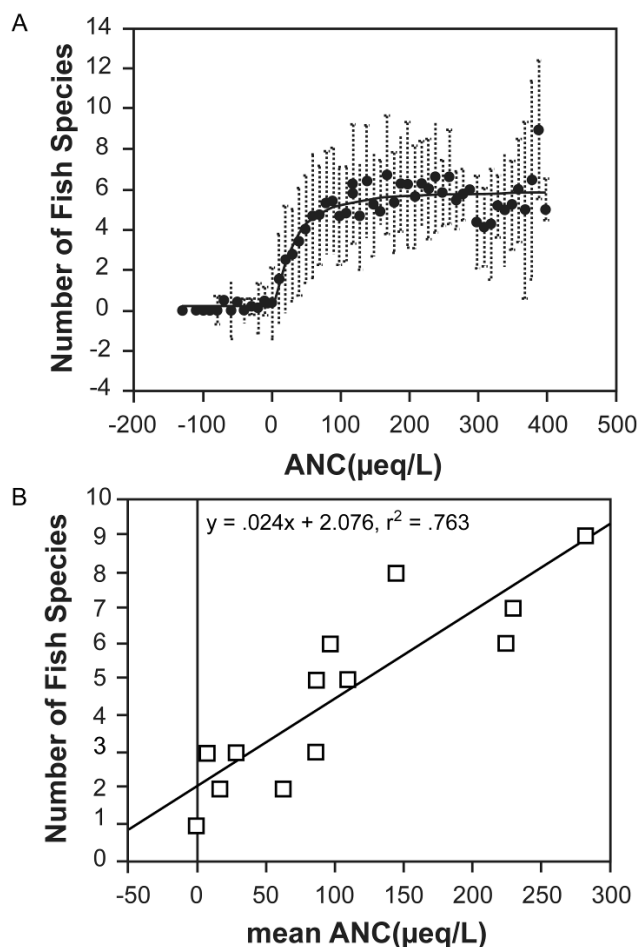 A
Number of Fish Species
14
12
10
8
6
4
2
0
-2
-4
-200 -100 0 100 200 300 400 500
ANC(µeq/L)
B
Number of Fish Species
y = .024x + 2.076, r² = .763
10
9
8
7
6
5
4
3
2
1
0
-50 0 50 100 150 200 250 300
mean ANC(µeq/L)